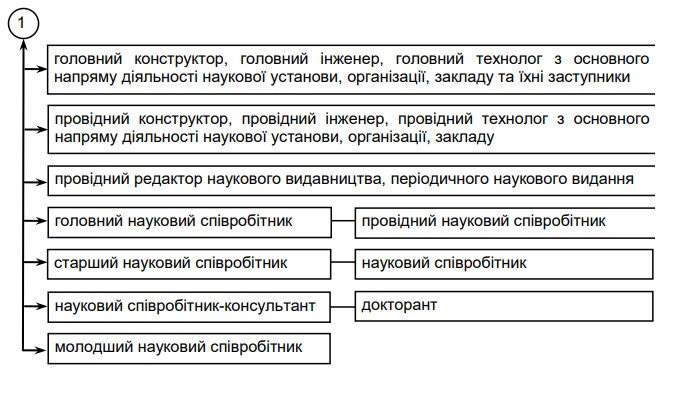 1
головний конструктор, головний інженер, головний технолог з основного
напряму діяльності наукової установи, організації, закладу та їхні заступники
провідний конструктор, провідний інженер, провідний технолог з основного
напряму діяльності наукової установи, організації, закладу
провідний редактор наукового видавництва, періодичного наукового видання
головний науковий співробітник
провідний науковий співробітник
старший науковий співробітник
науковий співробітник
науковий співробітник-консультант
докторант
молодший науковий співробітник